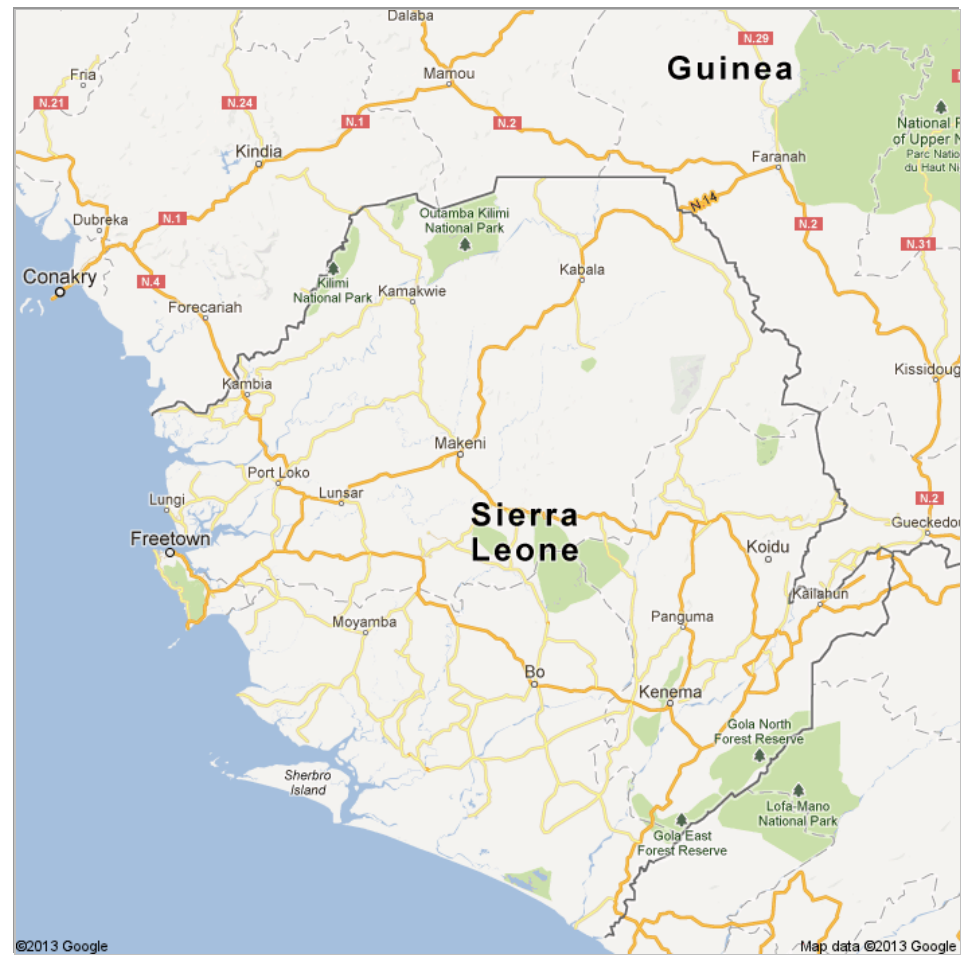 Dalaba
N.29
Guinea
Fria
Mamou
N.21
N.24
N.1
N.2
National
of Upper
Parc
du Haut
Kindia
Faranah
N.14
Dubreka
N.1
Outamba Kilimi
National Park
N.2
N.31
Conakry
N.4
Kilimi
National Park
Kamakwie
Kabala
Forecariah
Kissidoug
Kambia
Makeni
Port Loko
Lunsar
Lungi
N.2
Sierra
Leone
Gueckedou
Freetown
Koidu
Kailahun
Panguma
Moyamba
Bo
Kenema
Gola North
Forest Reserve
Sherbro
Island
Lofa-Mano
National Park
Gola East
Forest Reserve
©2013 Google
Map data ©2013 Google